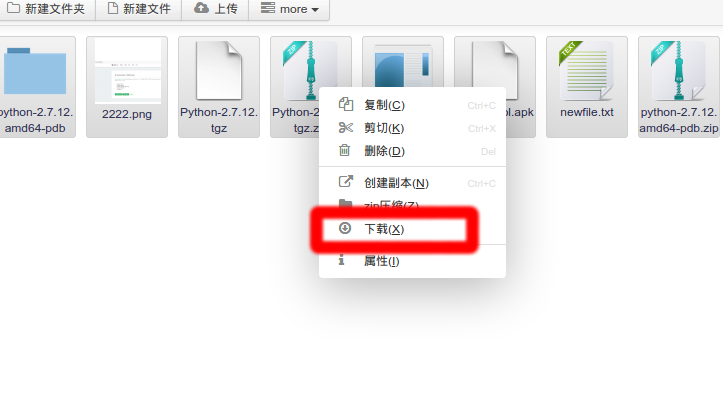 新建文件夹 新建文件 上传 more
ZIP TEXT ZIP
python-2.7.12.
amd64-pdb
2222.png
Python-2.7.12.
tgz
Python-2
tgz.z
ol.apk
newfile.txt
python-2.7.12.
amd64-pdb.zip
复制(C) Ctrl+C
剪切(K) Ctrl+X
删除(D) Del
创建副本(N) Ctrl+C
zip压缩(Z)
下载(X)
属性(I)